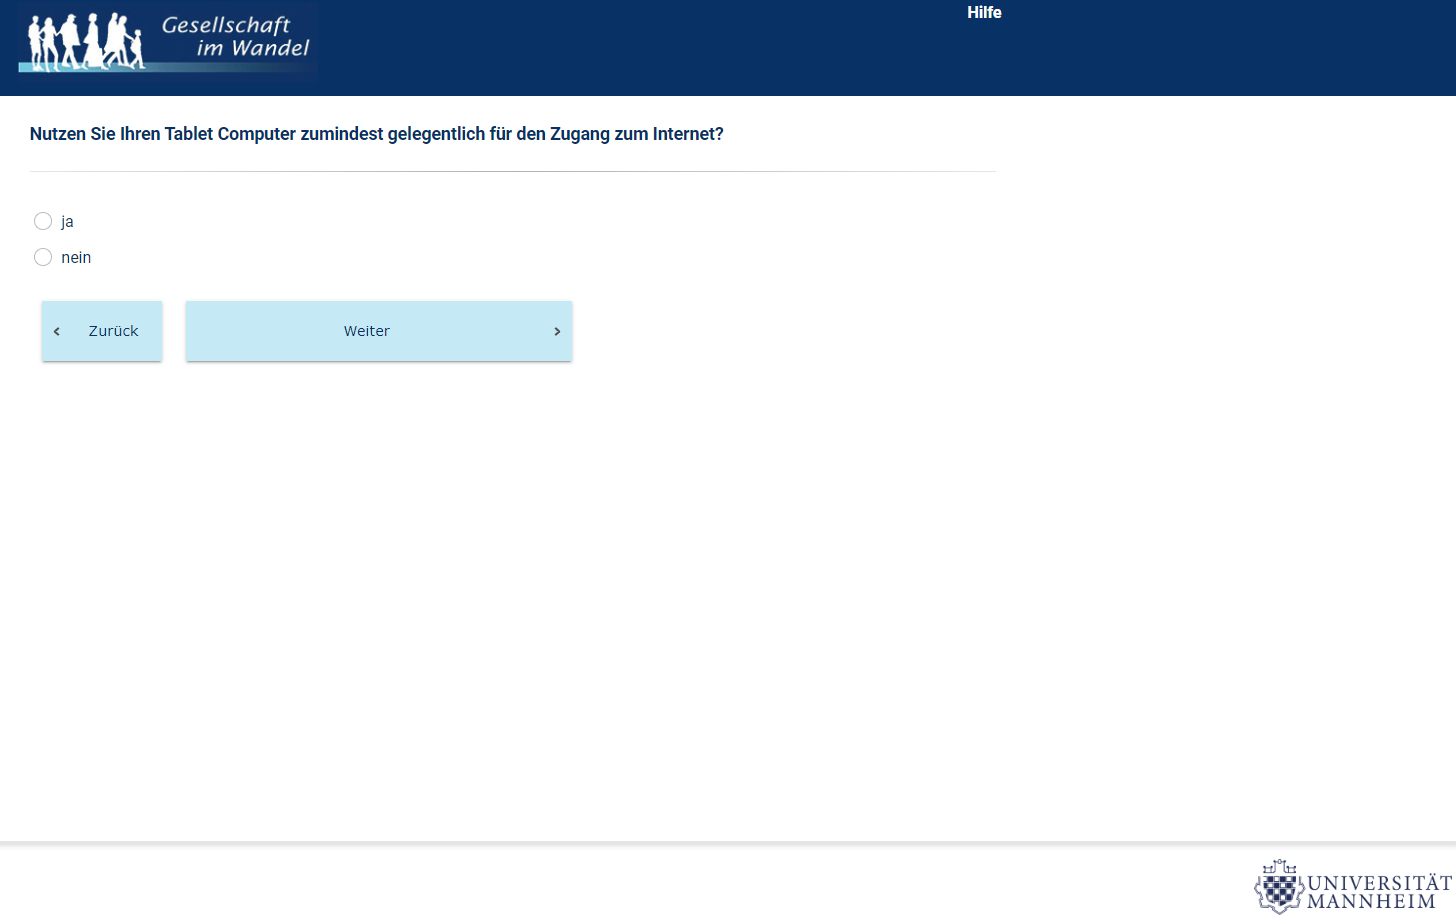 Gesellschaft
im Wandel
Hilfe
Nutzen Sie Ihren Tablet Computer zumindest gelegentlich für den Zugang zum Internet?
ja
nein
Zurück
Weiter
UNIVERSITÄT
MANNHEIM